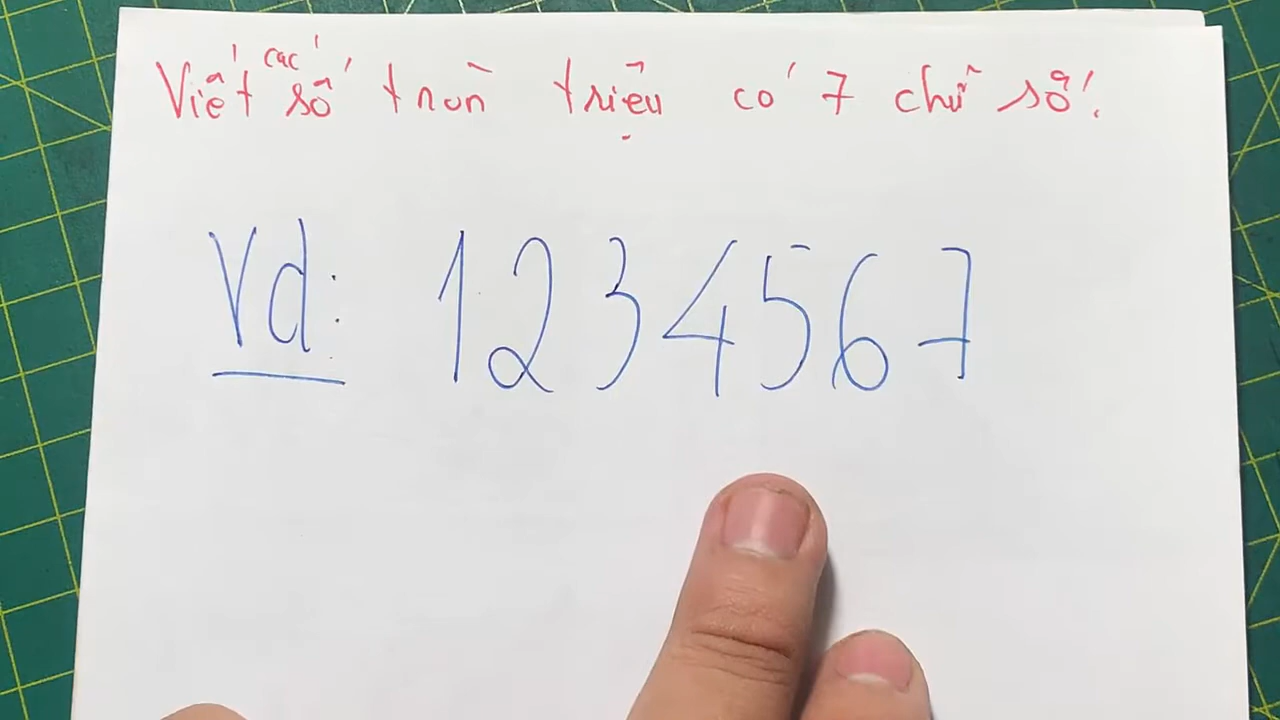 Viết các số tròn triệu có 7 chữ số.
Vd: 1234567